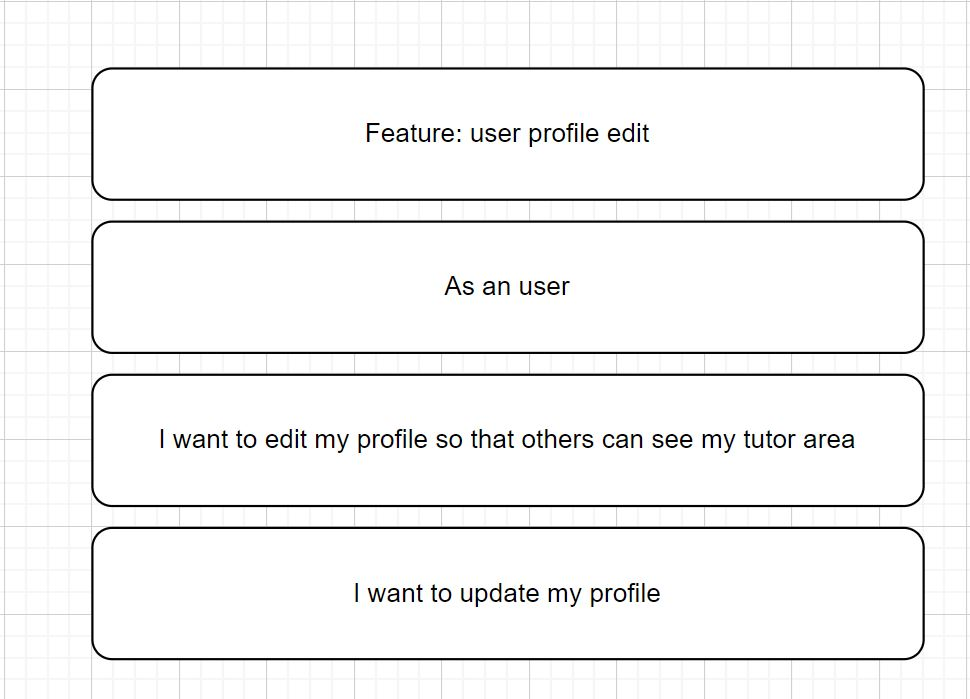 Feature: user profile edit
As an user
I want to edit my profile so that others can see my tutor area
I want to update my profile